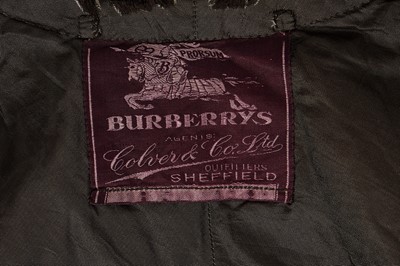 PRORSUM
B
BURBERRYS
AGENTS:
Colver & Co. Ltd
OUTFITTERS
SHEFFIELD